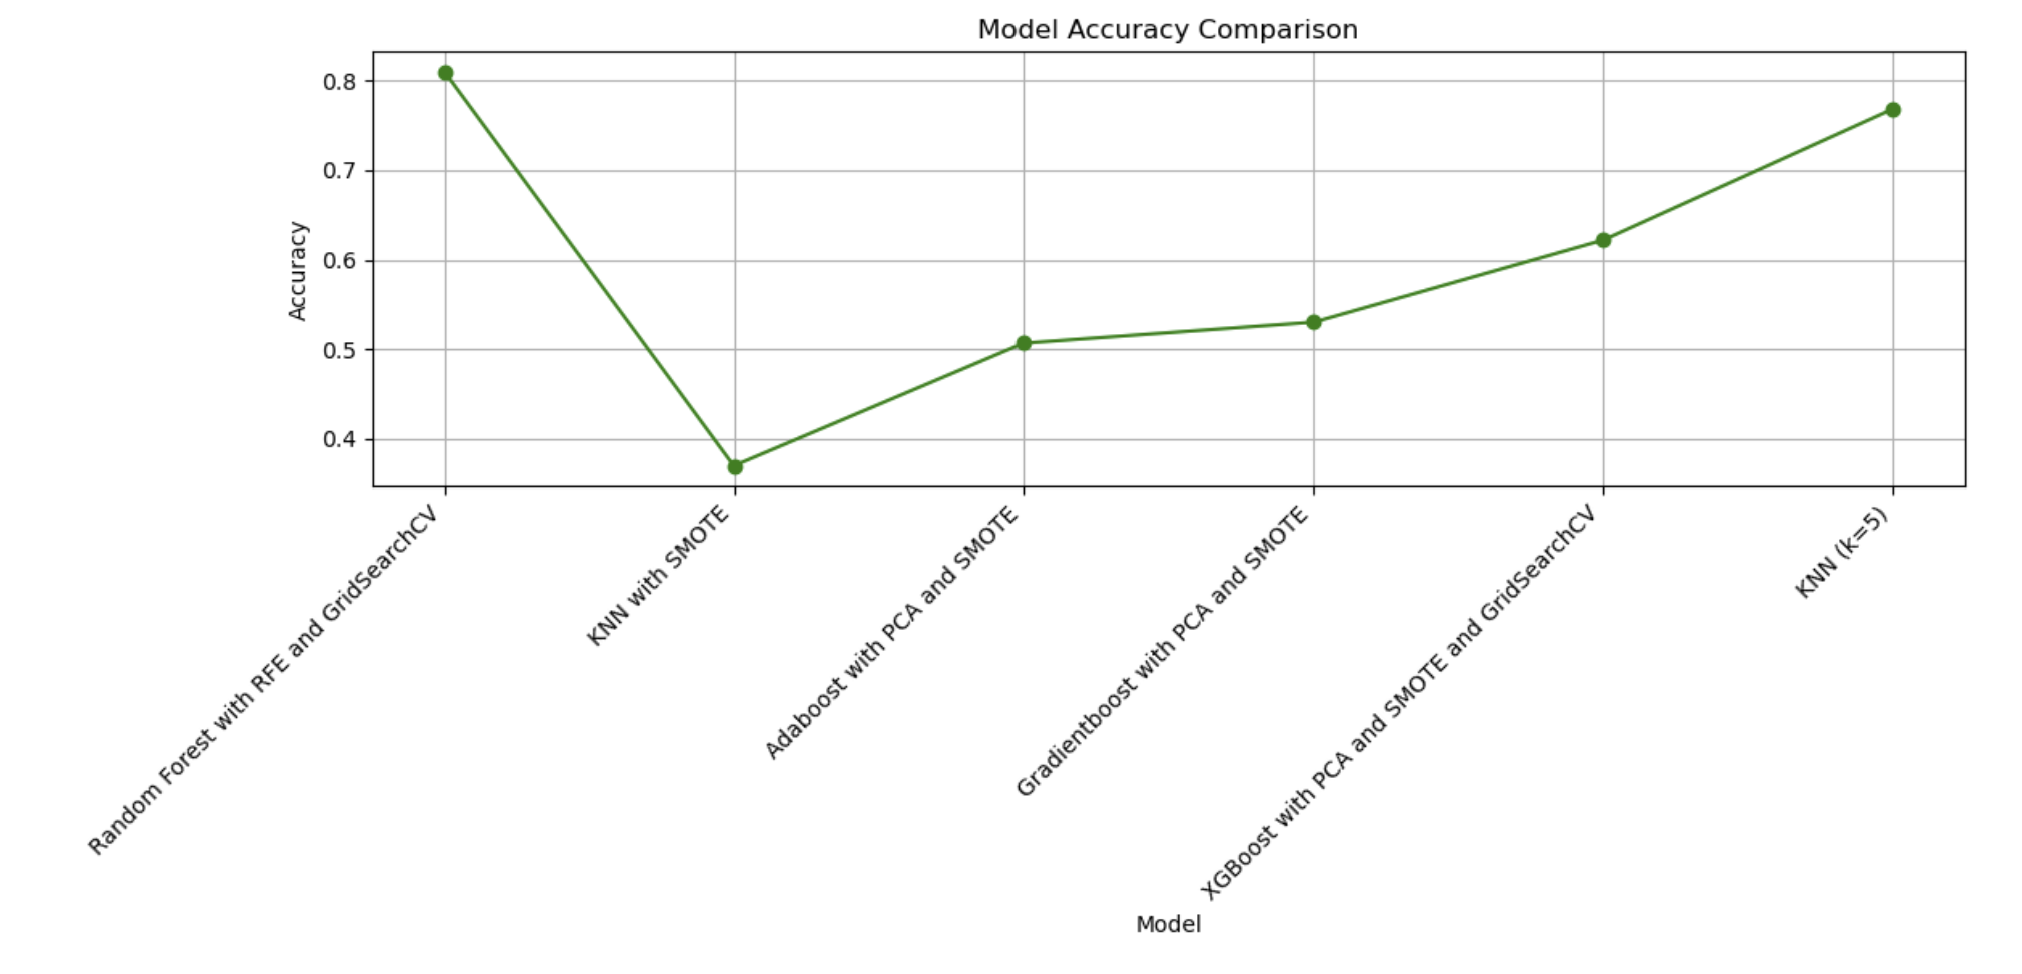 Model Accuracy Comparison
Accuracy
0.8
0.7
0.6
0.5
0.4
Random Forest with RFE and GridSearchCV
KNN with SMOTE
Adaboost with PCA and SMOTE
Gradientboost with PCA and SMOTE
XGBoost with PCA and SMOTE and GridSearchCV
KNN (k=5)
Model